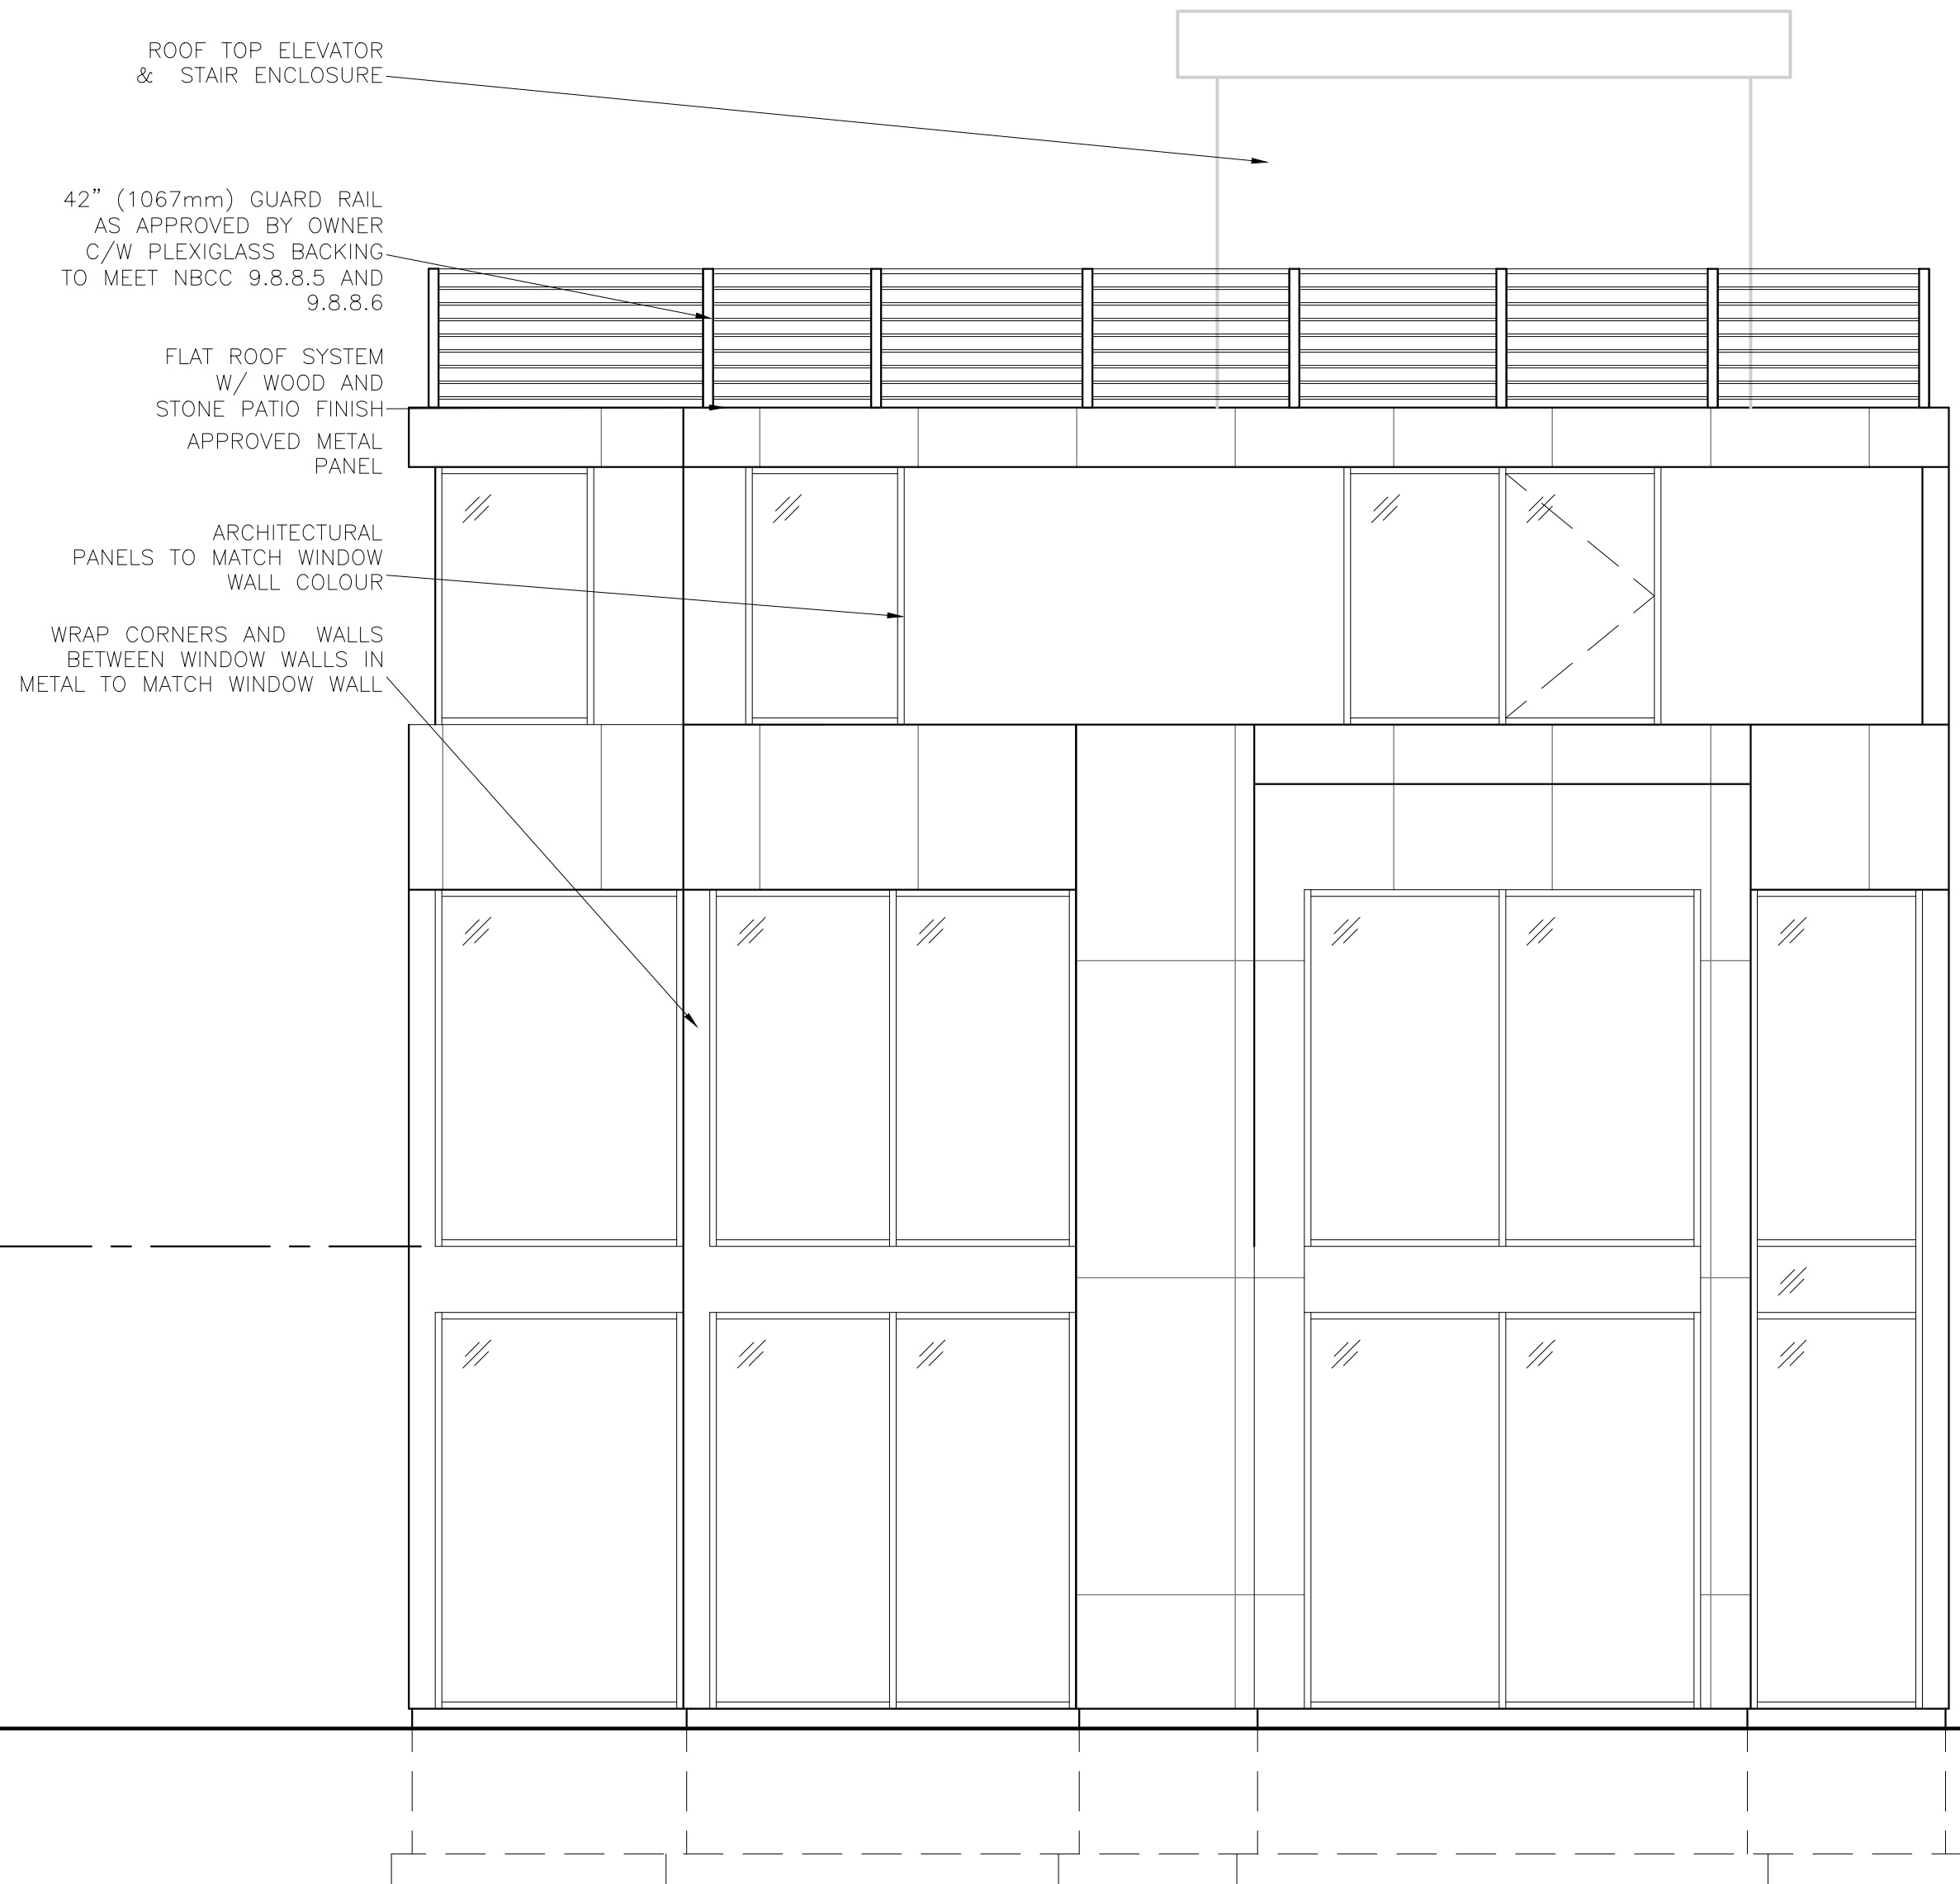 ROOF TOP ELEVATOR
& STAIR ENCLOSURE
42" (1067mm) GUARD RAIL
AS APPROVED BY OWNER
C/W PLEXIGLASS BACKING
TO MEET NBCC 9.8.8.5 AND
9.8.8.6
FLAT ROOF SYSTEM
W/ WOOD AND
STONE PATIO FINISH
APPROVED METAL
PANEL
ARCHITECTURAL
PANELS TO MATCH WINDOW
WALL COLOUR
WRAP CORNERS AND WALLS
BETWEEN WINDOW WALLS IN
METAL TO MATCH WINDOW WALL